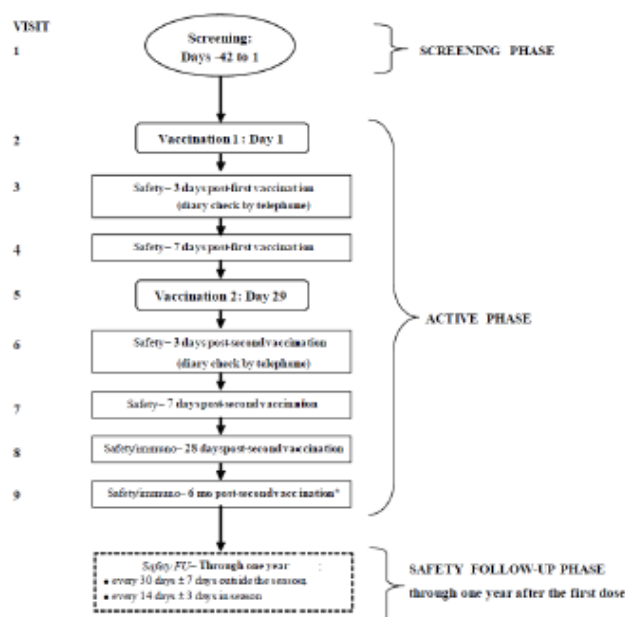 VISIT
1
Screening:
Days -42 to 1
SCREENING PHASE
2
Vaccination 1 : Day 1
3
Safety– 3 days post-first vaccination
(diary check by telephone)
4
Safety– 7 days post-first vaccination
5
Vaccination 2: Day 29
ACTIVE PHASE
6
Safety– 3 days post-second vaccination
(diary check by telephone)
7
Safety– 7 days post-second vaccination
8
Safety/immuno– 28 days post-second vaccination
9
Safety/immuno– 6 mo post-second vaccination*
Safety FU– Through one year :
• every 30 days ± 7 days outside the season,
• every 14 days ± 3 days in season
SAFETY FOLLOW-UP PHASE
through one year after the first dose